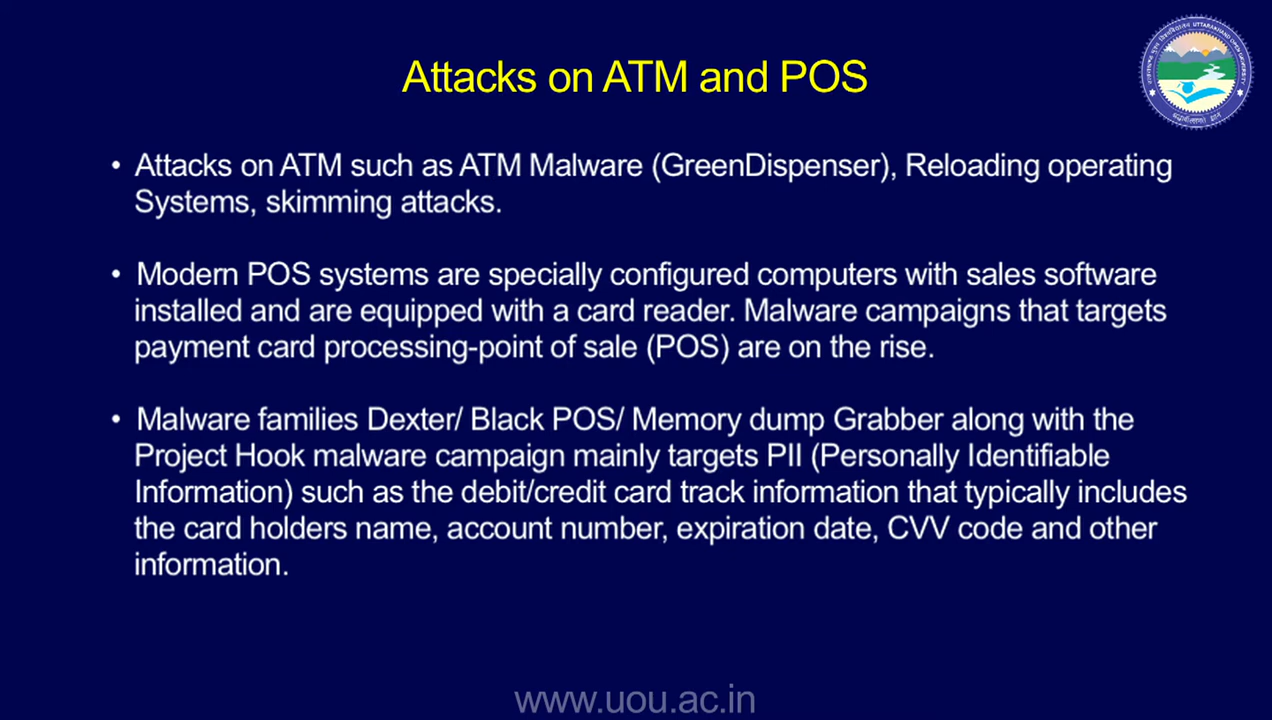 Attacks on ATM and POS
• Attacks on ATM such as ATM Malware (GreenDispenser), Reloading operating
Systems, skimming attacks.
• Modern POS systems are specially configured computers with sales software
installed and are equipped with a card reader. Malware campaigns that targets
payment card processing-point of sale (POS) are on the rise.
• Malware families Dexter/ Black POS/ Memory dump Grabber along with the
Project Hook malware campaign mainly targets PII (Personally Identifiable
Information) such as the debit/credit card track information that typically includes
the card holders name, account number, expiration date, CVV code and other
information.
www.uou.ac.in